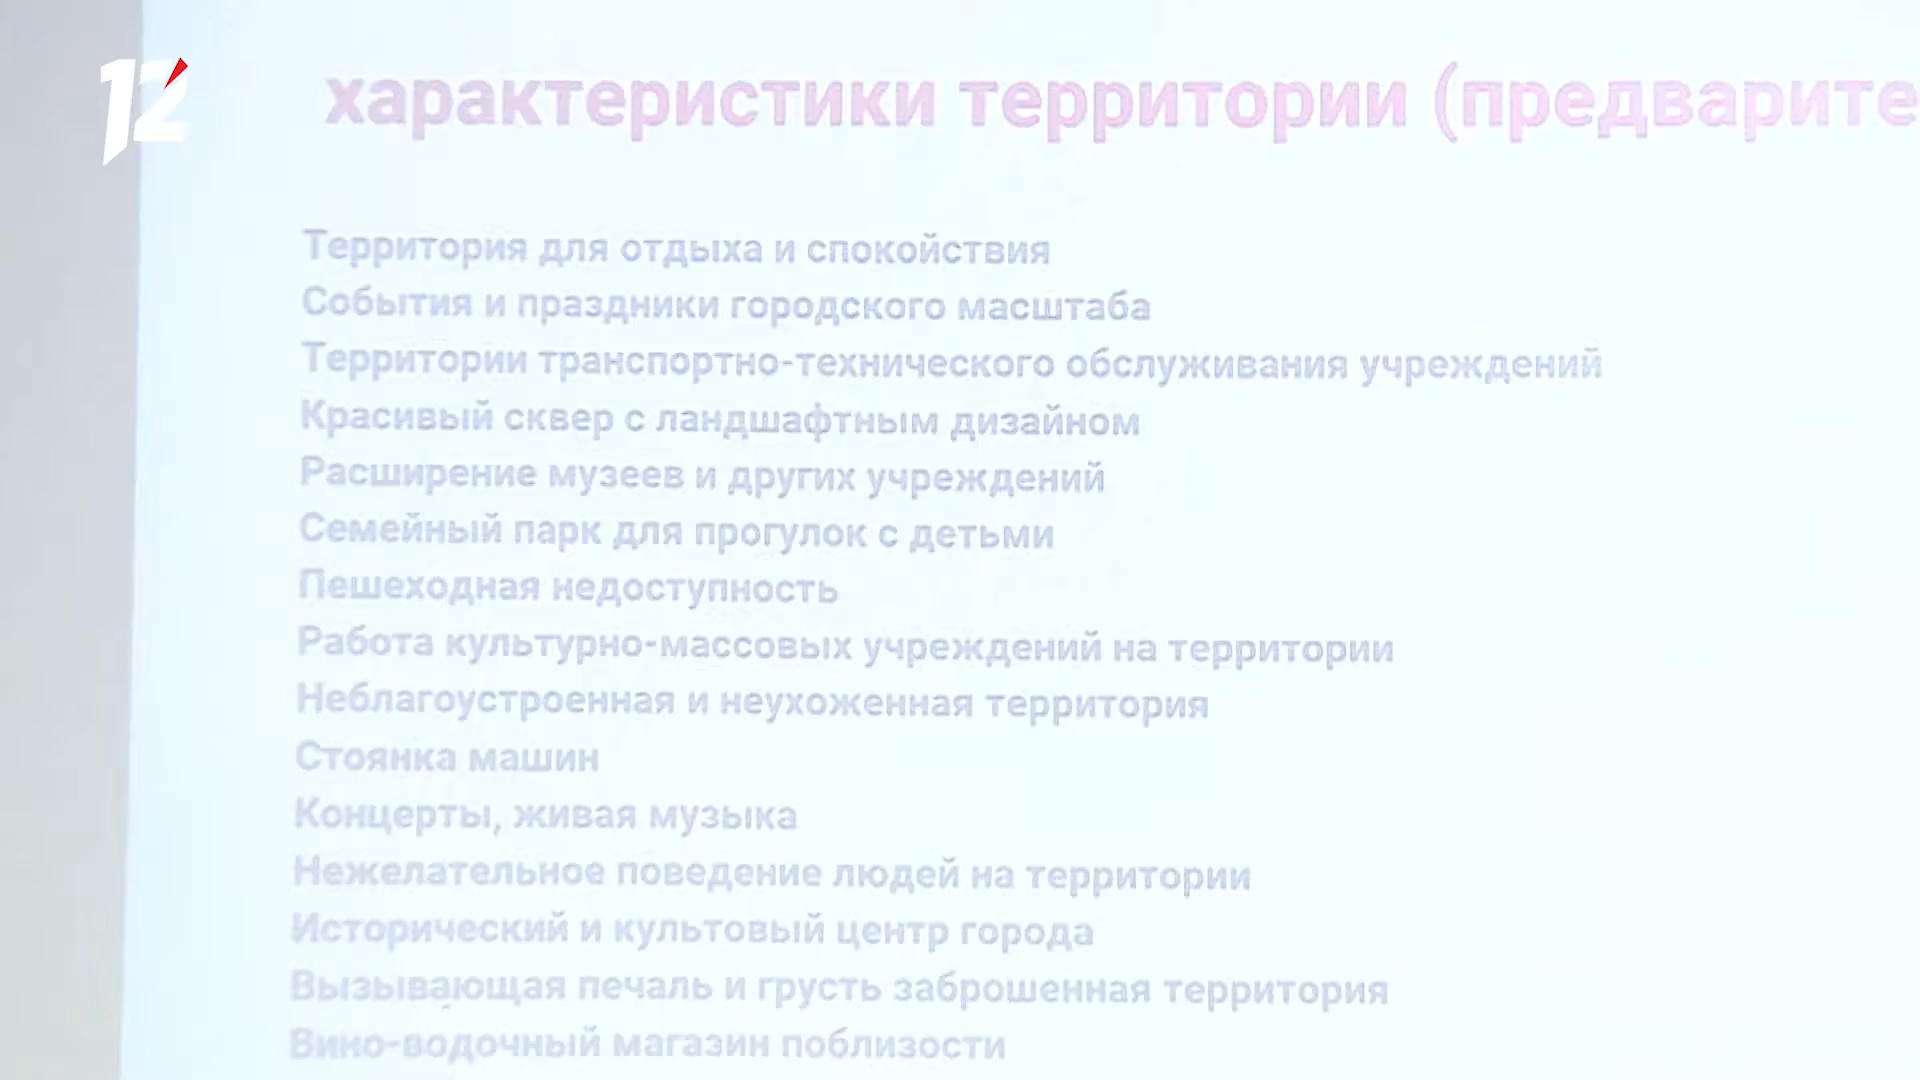 12
характеристики территории (предварите
Территория для отдыха и спокойствия
События и праздники городского масштаба
Территории транспортно-технического обслуживания учреждений
Красивый сквер с ландшафтным дизайном
Расширение музеев и других учреждений
Семейный парк для прогулок с детьми
Пешеходная недоступность
Работа культурно-массовых учреждений на территории
Неблагоустроенная и неухоженная территория
Стоянка машин
Концерты, живая музыка
Нежелательное поведение людей на территории
Исторический и культовый центр города
Вызывающая печаль и грусть заброшенная территория
Вино-водочный магазин поблизости